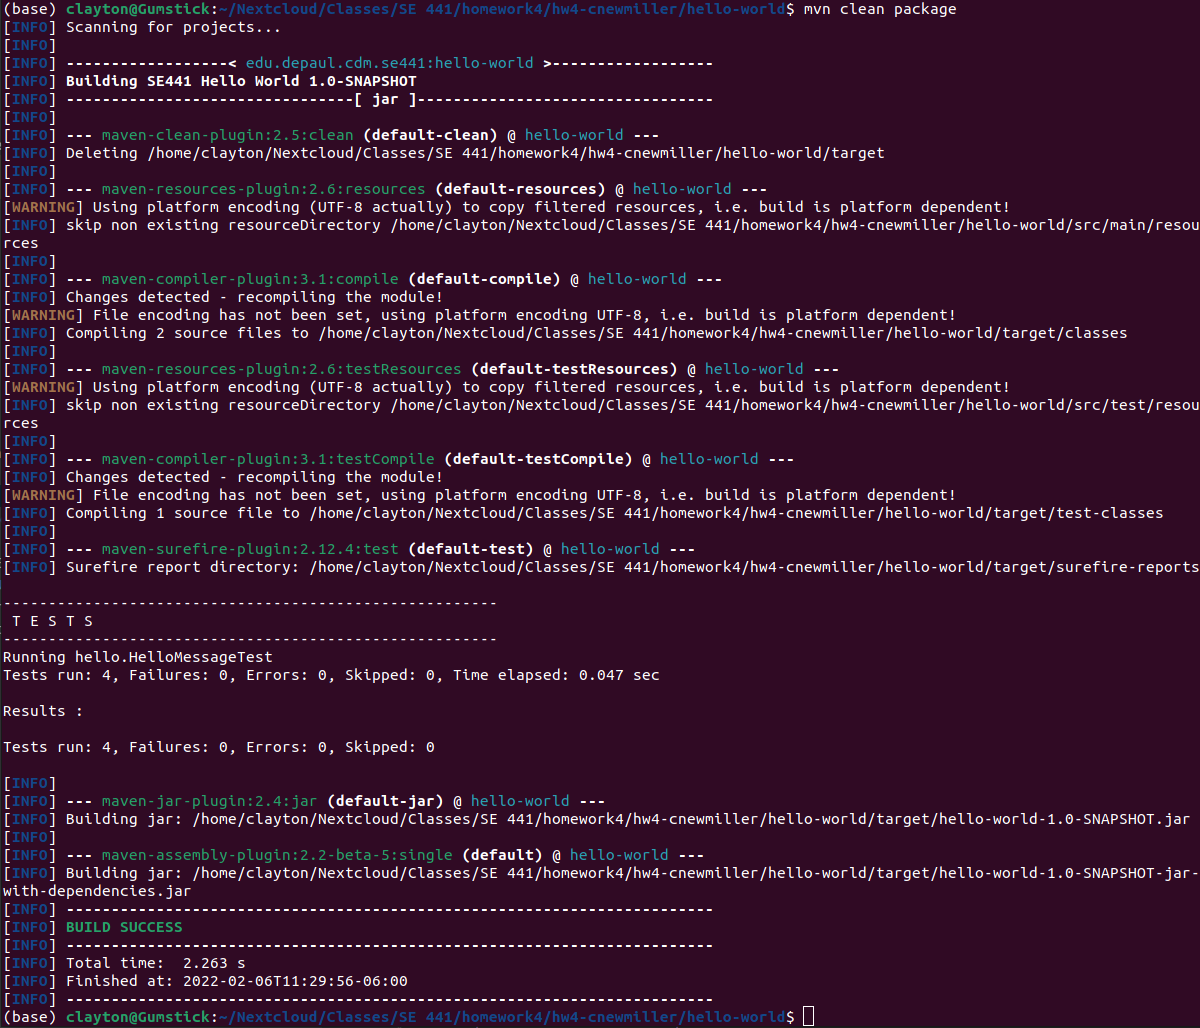 (base) clayton@Gumstick:~/Nextcloud/Classes/SE 441/homework4/hw4-cnewmiller/hello-world$ mvn clean package
[INFO] Scanning for projects...
[INFO]
[INFO] ------------------< edu.depaul.cdm.se441:hello-world >------------------
[INFO] Building SE441 Hello World 1.0-SNAPSHOT
[INFO] --------------------------------[ jar ]---------------------------------
[INFO]
[INFO] --- maven-clean-plugin:2.5:clean (default-clean) @ hello-world ---
[INFO] Deleting /home/clayton/Nextcloud/Classes/SE 441/homework4/hw4-cnewmiller/hello-world/target
[INFO]
[INFO] --- maven-resources-plugin:2.6:resources (default-resources) @ hello-world ---
[WARNING] Using platform encoding (UTF-8 actually) to copy filtered resources, i.e. build is platform dependent!
[INFO] skip non existing resourceDirectory /home/clayton/Nextcloud/Classes/SE 441/homework4/hw4-cnewmiller/hello-world/src/main/resou
rces
[INFO]
[INFO] --- maven-compiler-plugin:3.1:compile (default-compile) @ hello-world ---
[INFO] Changes detected - recompiling the module!
[WARNING] File encoding has not been set, using platform encoding UTF-8, i.e. build is platform dependent!
[INFO] Compiling 2 source files to /home/clayton/Nextcloud/Classes/SE 441/homework4/hw4-cnewmiller/hello-world/target/classes
[INFO]
[INFO] --- maven-resources-plugin:2.6:testResources (default-testResources) @ hello-world ---
[WARNING] Using platform encoding (UTF-8 actually) to copy filtered resources, i.e. build is platform dependent!
[INFO] skip non existing resourceDirectory /home/clayton/Nextcloud/Classes/SE 441/homework4/hw4-cnewmiller/hello-world/src/test/resou
rces
[INFO]
[INFO] --- maven-compiler-plugin:3.1:testCompile (default-testCompile) @ hello-world ---
[INFO] Changes detected - recompiling the module!
[WARNING] File encoding has not been set, using platform encoding UTF-8, i.e. build is platform dependent!
[INFO] Compiling 1 source file to /home/clayton/Nextcloud/Classes/SE 441/homework4/hw4-cnewmiller/hello-world/target/test-classes
[INFO]
[INFO] --- maven-surefire-plugin:2.12.4:test (default-test) @ hello-world ---
[INFO] Surefire report directory: /home/clayton/Nextcloud/Classes/SE 441/homework4/hw4-cnewmiller/hello-world/target/surefire-reports
-------------------------------------------------------
T E S T S
-------------------------------------------------------
Running hello.HelloMessageTest
Tests run: 4, Failures: 0, Errors: 0, Skipped: 0, Time elapsed: 0.047 sec
Results :
Tests run: 4, Failures: 0, Errors: 0, Skipped: 0
[INFO]
[INFO] --- maven-jar-plugin:2.4:jar (default-jar) @ hello-world ---
[INFO] Building jar: /home/clayton/Nextcloud/Classes/SE 441/homework4/hw4-cnewmiller/hello-world/target/hello-world-1.0-SNAPSHOT.jar
[INFO]
[INFO] --- maven-assembly-plugin:2.2-beta-5:single (default) @ hello-world ---
[INFO] Building jar: /home/clayton/Nextcloud/Classes/SE 441/homework4/hw4-cnewmiller/hello-world/target/hello-world-1.0-SNAPSHOT-jar-
with-dependencies.jar
[INFO] ------------------------------------------------------------------------
[INFO] BUILD SUCCESS
[INFO] ------------------------------------------------------------------------
[INFO] Total time:  2.263 s
[INFO] Finished at: 2022-02-06T11:29:56-06:00
[INFO] ------------------------------------------------------------------------
(base) clayton@Gumstick:~/Nextcloud/Classes/SE 441/homework4/hw4-cnewmiller/hello-world$